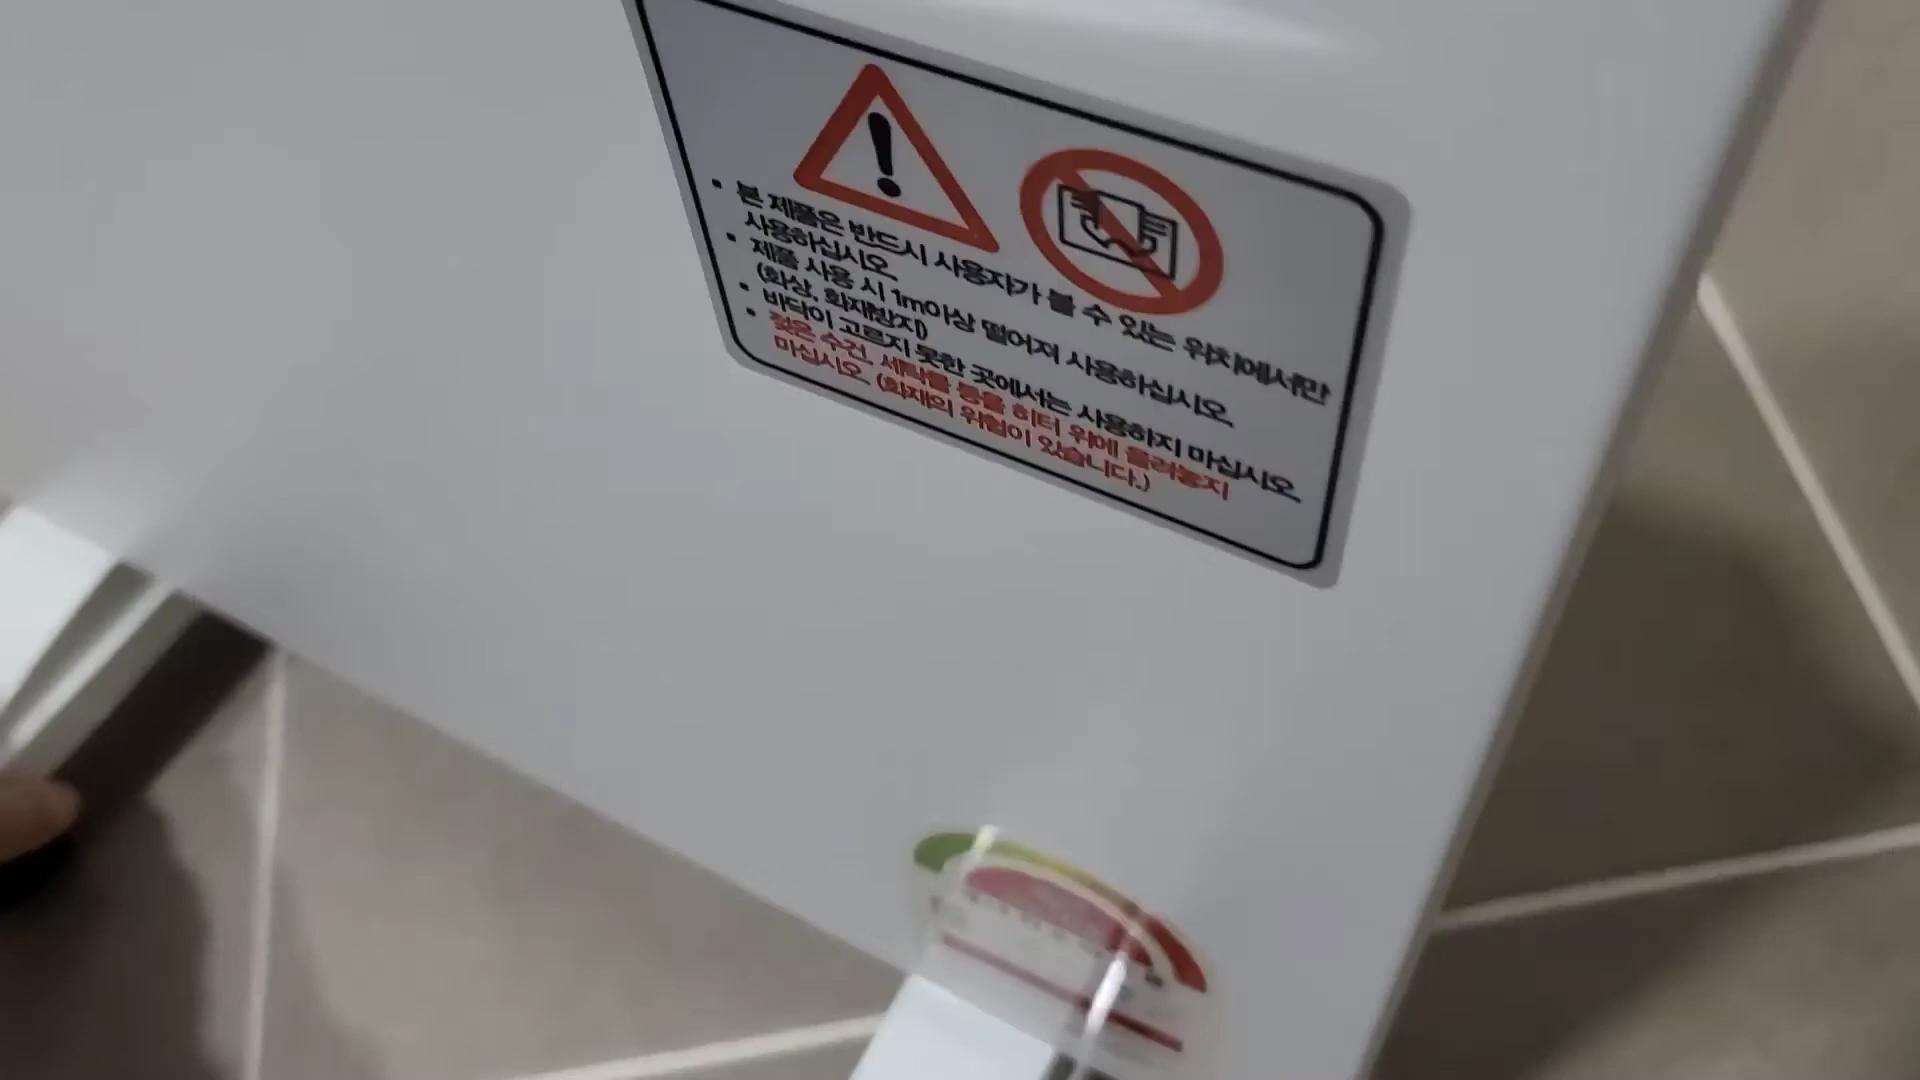 • 본 제품은 반드시 사용자가 볼 수 있는 위치에서만
사용하십시오.
• 제품 사용 시 1m이상 떨어져 사용하십시오.
(화상, 화재방지)
• 바닥이 고르지 못한 곳에서는 사용하지 마십시오.
• 젖은 수건, 세탁물 등을 히터 위에 올려놓지
마십시오. (화재의 위험이 있습니다.)